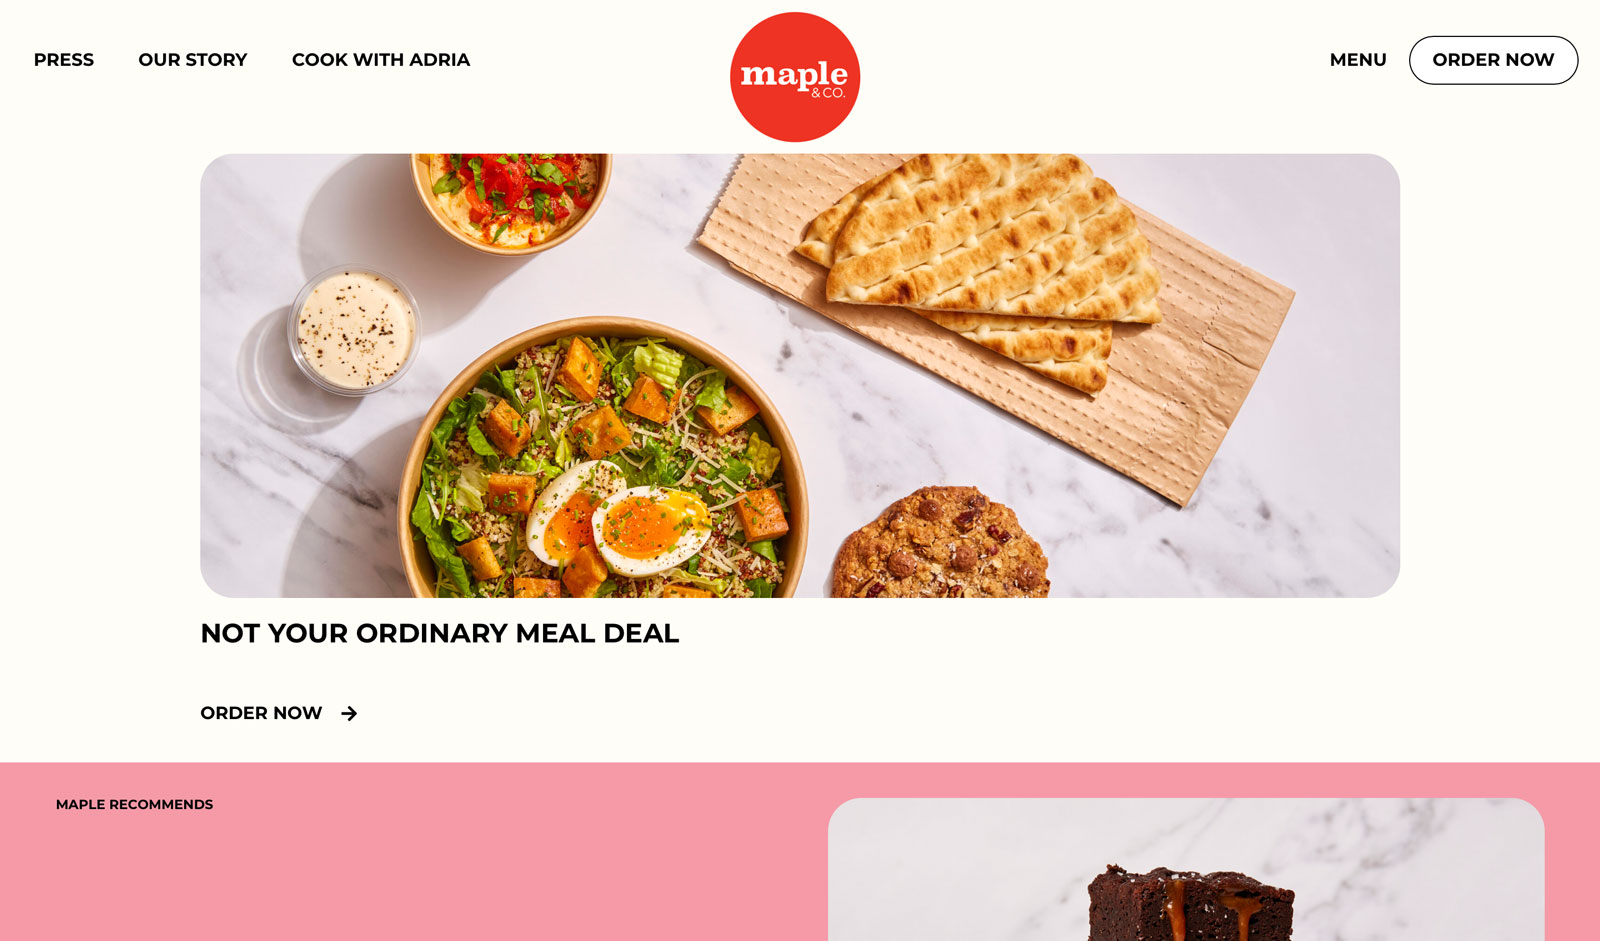 PRESS
OUR STORY
COOK WITH ADRIA
maple
& CO.
MENU
ORDER NOW
NOT YOUR ORDINARY MEAL DEAL
ORDER NOW
MAPLE RECOMMENDS